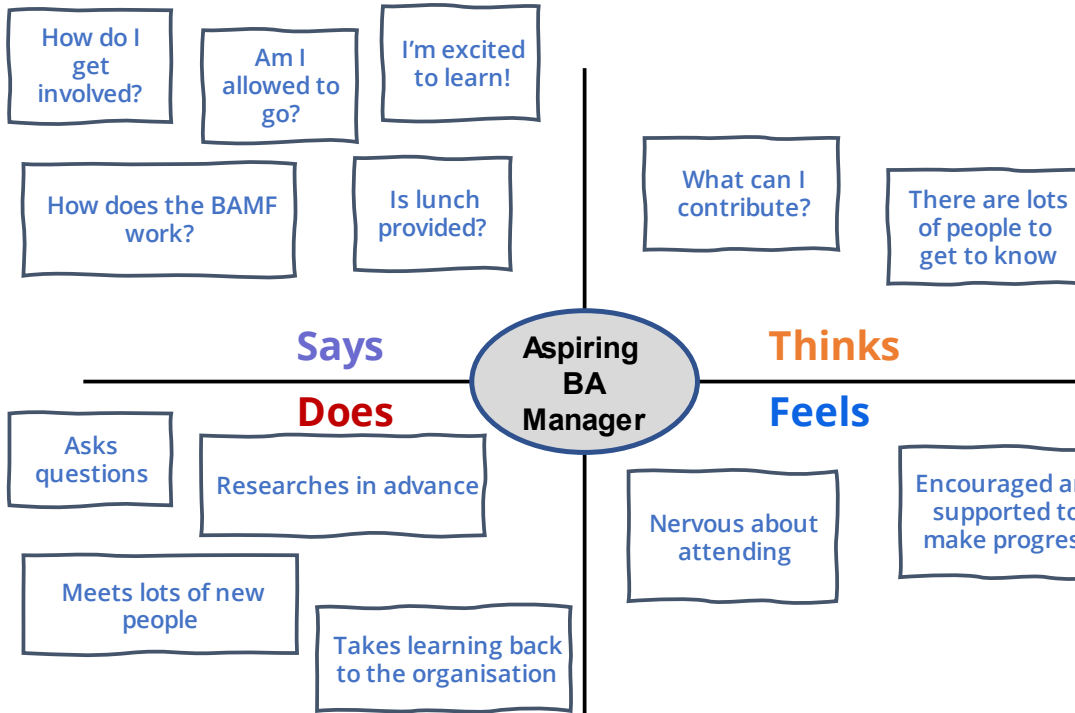 How do I
get
involved?
Am I
allowed to
go?
I'm excited
to learn!
How does the BAMF
work?
Is lunch
provided?
What can I
contribute?
There are lots
of people to
get to know
Says
Thinks
Aspiring
BA
Manager
Does
Feels
Asks
questions
Researches in advance
Meets lots of new
people
Takes learning back
to the organisation
Nervous about
attending
Encouraged
supported to
make